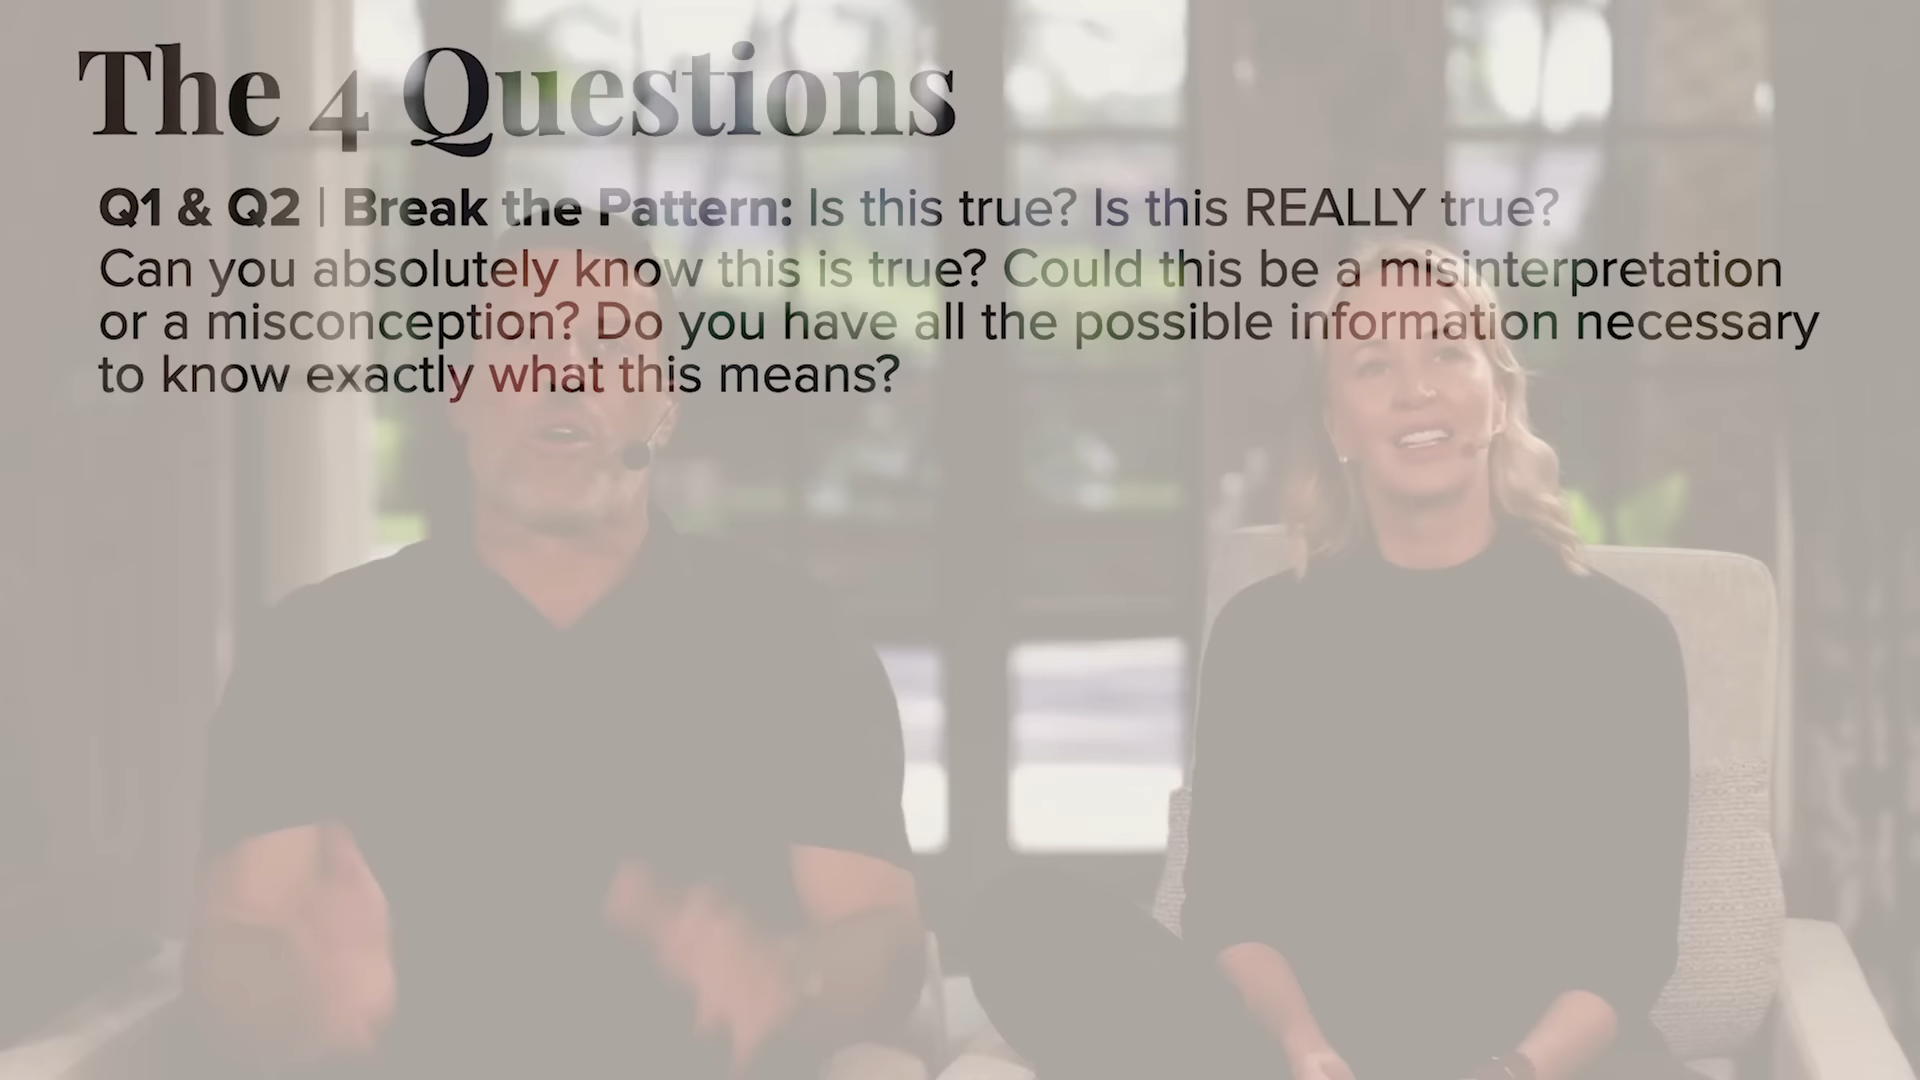 The 4 Questions
Q1 & Q2 | Break the Pattern: Is this true? Is this REALLY true?
Can you absolutely know this is true? Could this be a misinterpretation
or a misconception? Do you have all the possible information necessary
to know exactly what this means?